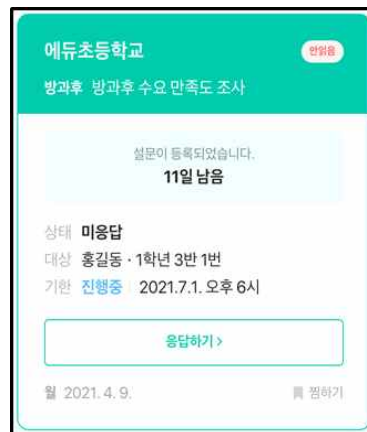 에듀초등학교 안읽음
방과후 방과후 수요 만족도 조사
설문이 등록되었습니다.
11일 남음
상태 미응답
대상 홍길동 · 1학년 3반 1번
기한 진행중 2021.7.1. 오후 6시
응답하기 >
월 2021. 4. 9. 찜하기